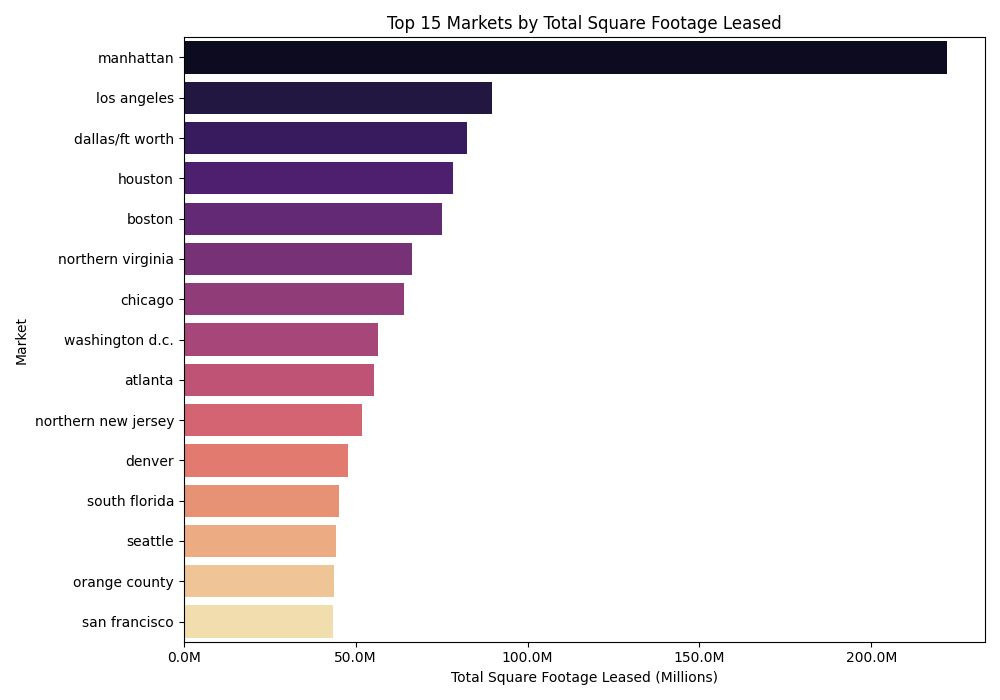 Top 15 Markets by Total Square Footage Leased
manhattan
los angeles
dallas/ft worth
houston
boston
northern virginia
chicago
washington d.c.
atlanta
northern new jersey
denver
south florida
seattle
orange county
san francisco
Market
0.0M 50.0M 100.0M 150.0M 200.0M
Total Square Footage Leased (Millions)